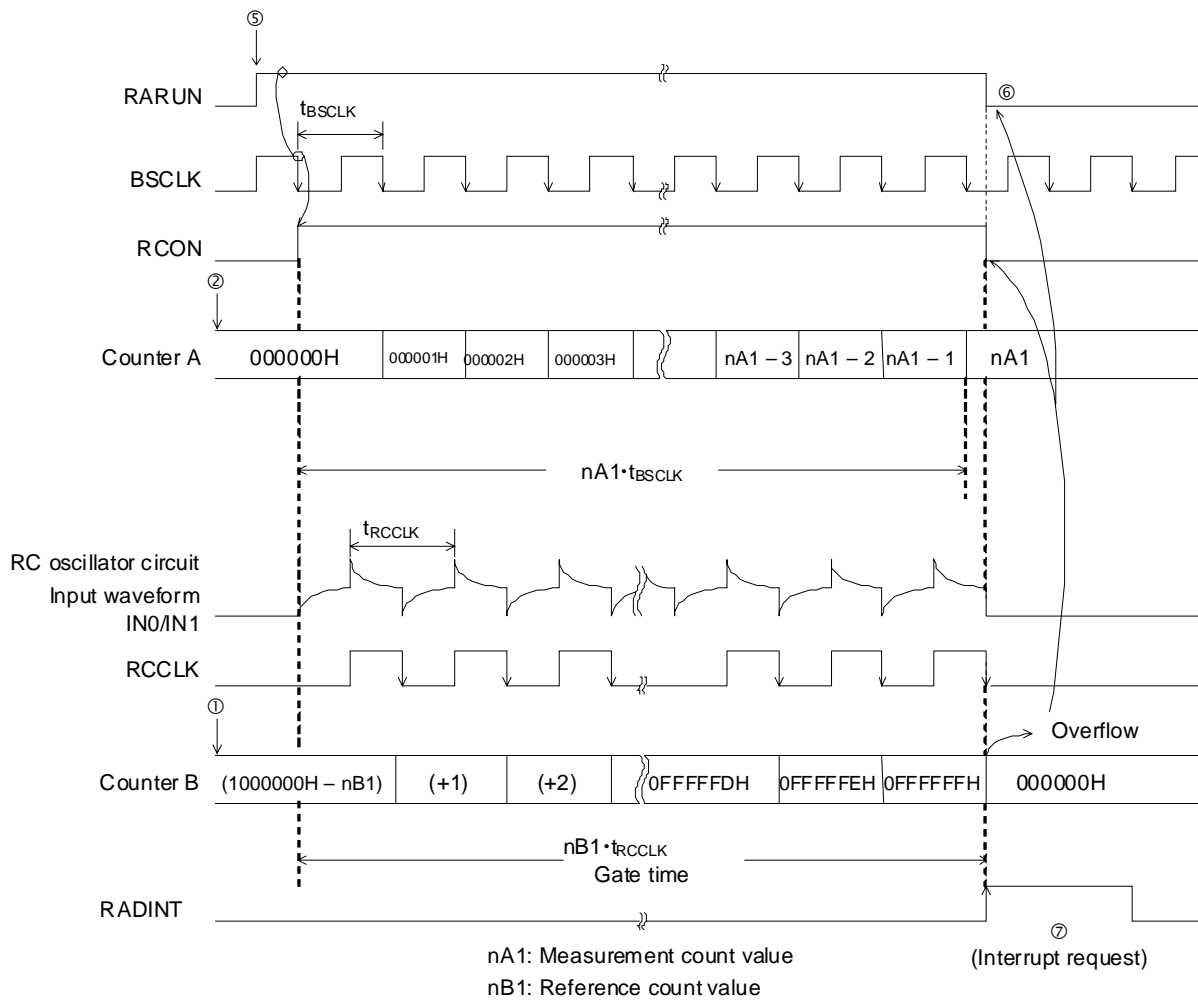 ⑤
RARUN
⑥
tBSCLK
BSCLK
RCON
②
Counter A
000000H
000001H
000002H
000003H
nA1 – 3
nA1 – 2
nA1 – 1
nA1
nA1•tBSCLK
tRCCLK
RC oscillator circuit
Input waveform
IN0/IN1
RCCLK
①
Overflow
Counter B
(1000000H – nB1)
(+1)
(+2)
0FFFFFDH
0FFFFFEH
0FFFFFFH
000000H
nB1•tRCCLK
Gate time
RADINT
⑦
(Interrupt request)
nA1: Measurement count value
nB1: Reference count value